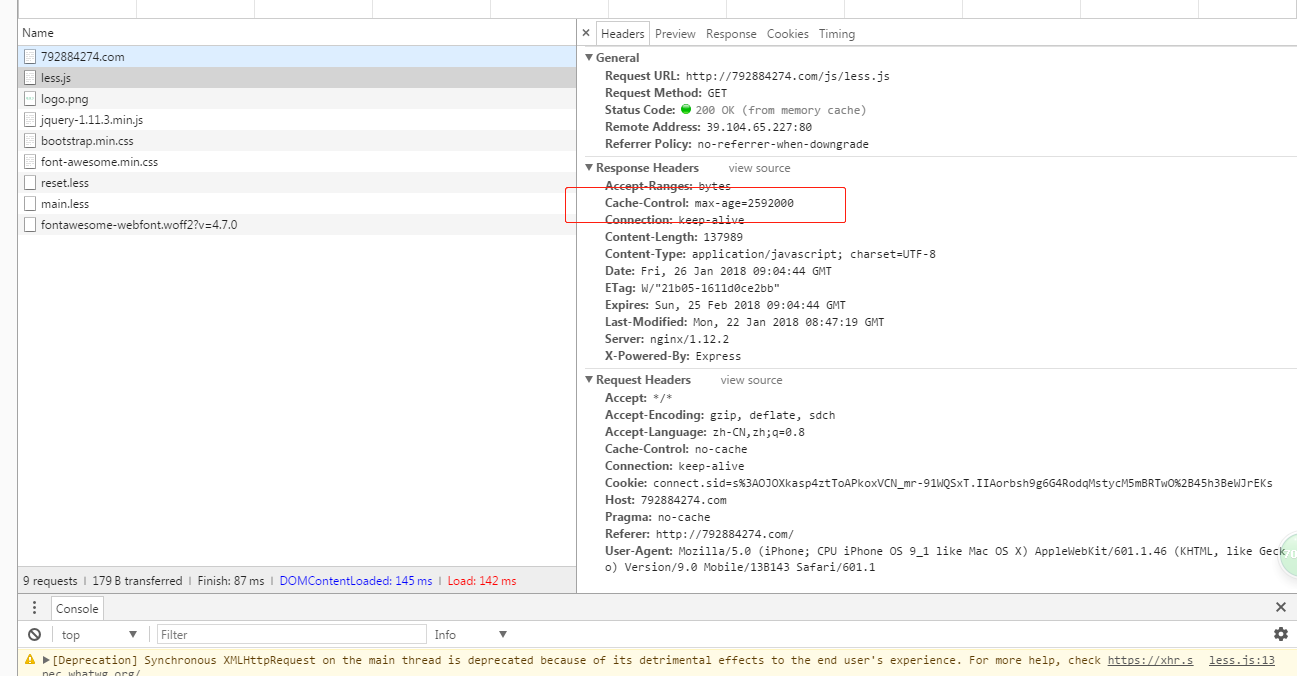 Name
792884274.com
less.js
logo.png
jquery-1.11.3.min.js
bootstrap.min.css
font-awesome.min.css
reset.less
main.less
fontawesome-webfont.woff2?v=4.7.0
9 requests | 179 B transferred | Finish: 87 ms | DOMContentLoaded: 145 ms | Load: 142 ms
× Headers Preview Response Cookies Timing
General
Request URL: http://792884274.com/js/less.js
Request Method: GET
Status Code: 200 OK (from memory cache)
Remote Address: 39.104.65.227:80
Referrer Policy: no-referrer-when-downgrade
Response Headers view source
Accept-Ranges: bytes
Cache-Control: max-age=2592000
Connection: keep-alive
Content-Length: 137989
Content-Type: application/javascript; charset=UTF-8
Date: Fri, 26 Jan 2018 09:04:44 GMT
ETag: W/"21b05-1611d0ce2bb"
Expires: Sun, 25 Feb 2018 09:04:44 GMT
Last-Modified: Mon, 22 Jan 2018 08:47:19 GMT
Server: nginx/1.12.2
X-Powered-By: Express
Request Headers view source
Accept: */*
Accept-Encoding: gzip, deflate, sdch
Accept-Language: zh-CN,zh;q=0.8
Cache-Control: no-cache
Connection: keep-alive
Cookie: connect.sid=s%3AOJOXkasp4ztToAPkoxVCN_mr-91WQSxT.IIAorbsh9g6G4RodqMstycM5mBRTwO%2B45h3BeWJrEKs
Host: 792884274.com
Pragma: no-cache
Referer: http://792884274.com/
User-Agent: Mozilla/5.0 (iPhone; CPU iPhone OS 9_1 like Mac OS X) AppleWebKit/601.1.46 (KHTML, like Geck
o) Version/9.0 Mobile/13B143 Safari/601.1
Console
top Filter Info
[Deprecation] Synchronous XMLHttpRequest on the main thread is deprecated because of its detrimental effects to the end user's experience. For more help, check https://xhr.s less.js:13
pec.whatwg.org/